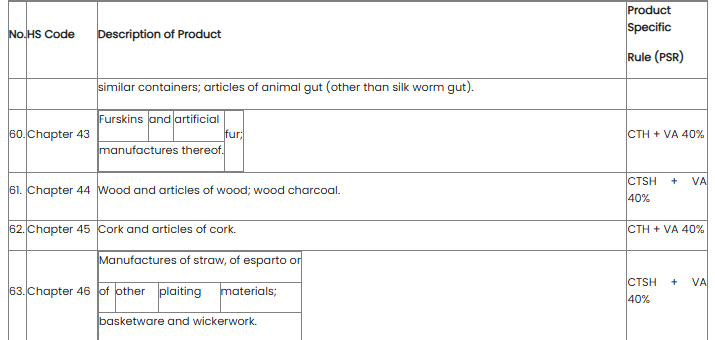 Product
Specific
No. HS Code Description of Product
Rule (PSR)
similar containers; articles of animal gut (other than silk worm gut).
Furskins and artificial
60. Chapter 43 fur; CTH + VA 40%
manufactures thereof.
61. Chapter 44 Wood and articles of wood; wood charcoal. CTSH + VA
40%
62. Chapter 45 Cork and articles of cork. CTH + VA 40%
Manufactures of straw, of esparto or
63. Chapter 46 of other plaiting materials; CTSH + VA
40%
basketware and wickerwork.